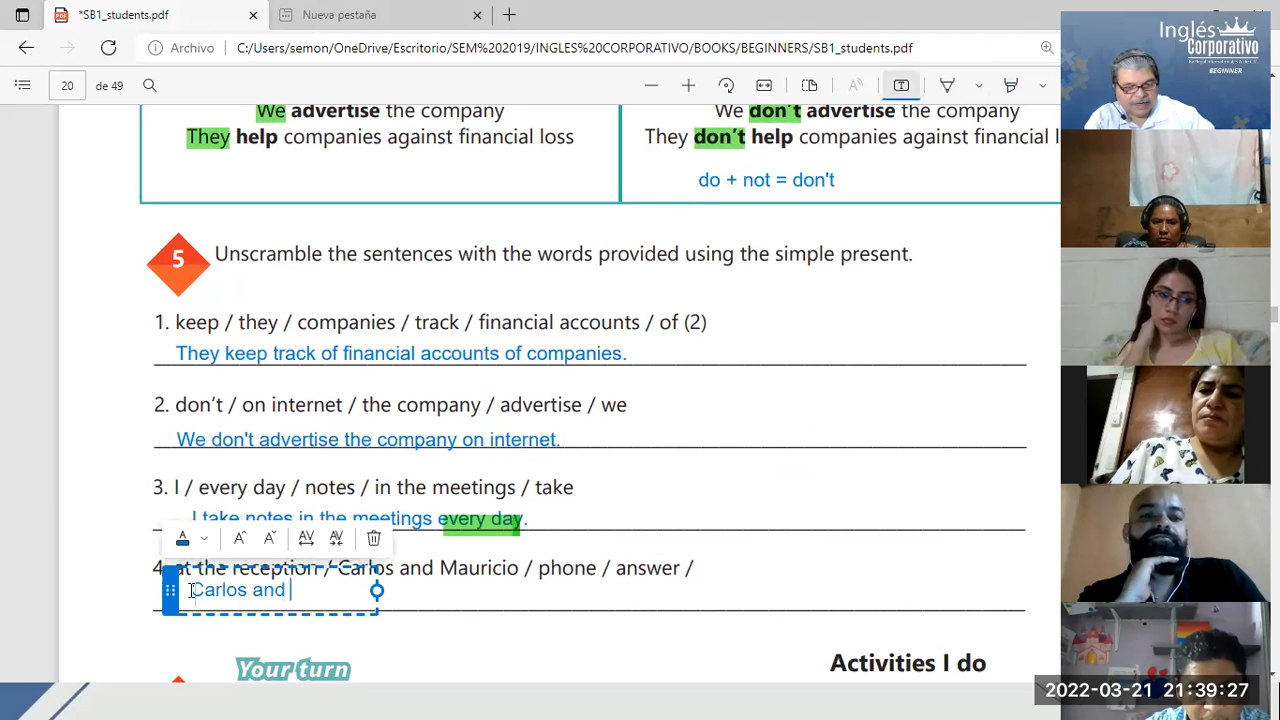 *SB1_students.pdf
Nueva pestaña
Archivo
C:/Users/semon/OneDrive/Escritorio/SEM%202019/INGLES%20CORPORATIVO/BOOKS/BEGINNERS/SB1_students.pdf
20 de 49
We advertise the company
They help companies against financial loss
We don't advertise the company
They don't help companies against financial l
do + not = don't
5 Unscramble the sentences with the words provided using the simple present.
1. keep / they / companies / track / financial accounts / of (2)
They keep track of financial accounts of companies.
2. don't / on internet / the company / advertise / we
We don't advertise the company on internet.
3. I / every day / notes / in the meetings / take
I take notes in the meetings every day.
4. at the reception / Carlos and Mauricio / phone / answer /
Carlos and
Your turn
Activities I do
Inglés
Corporativo
BEGINNER
2022-03-21 21:39:27